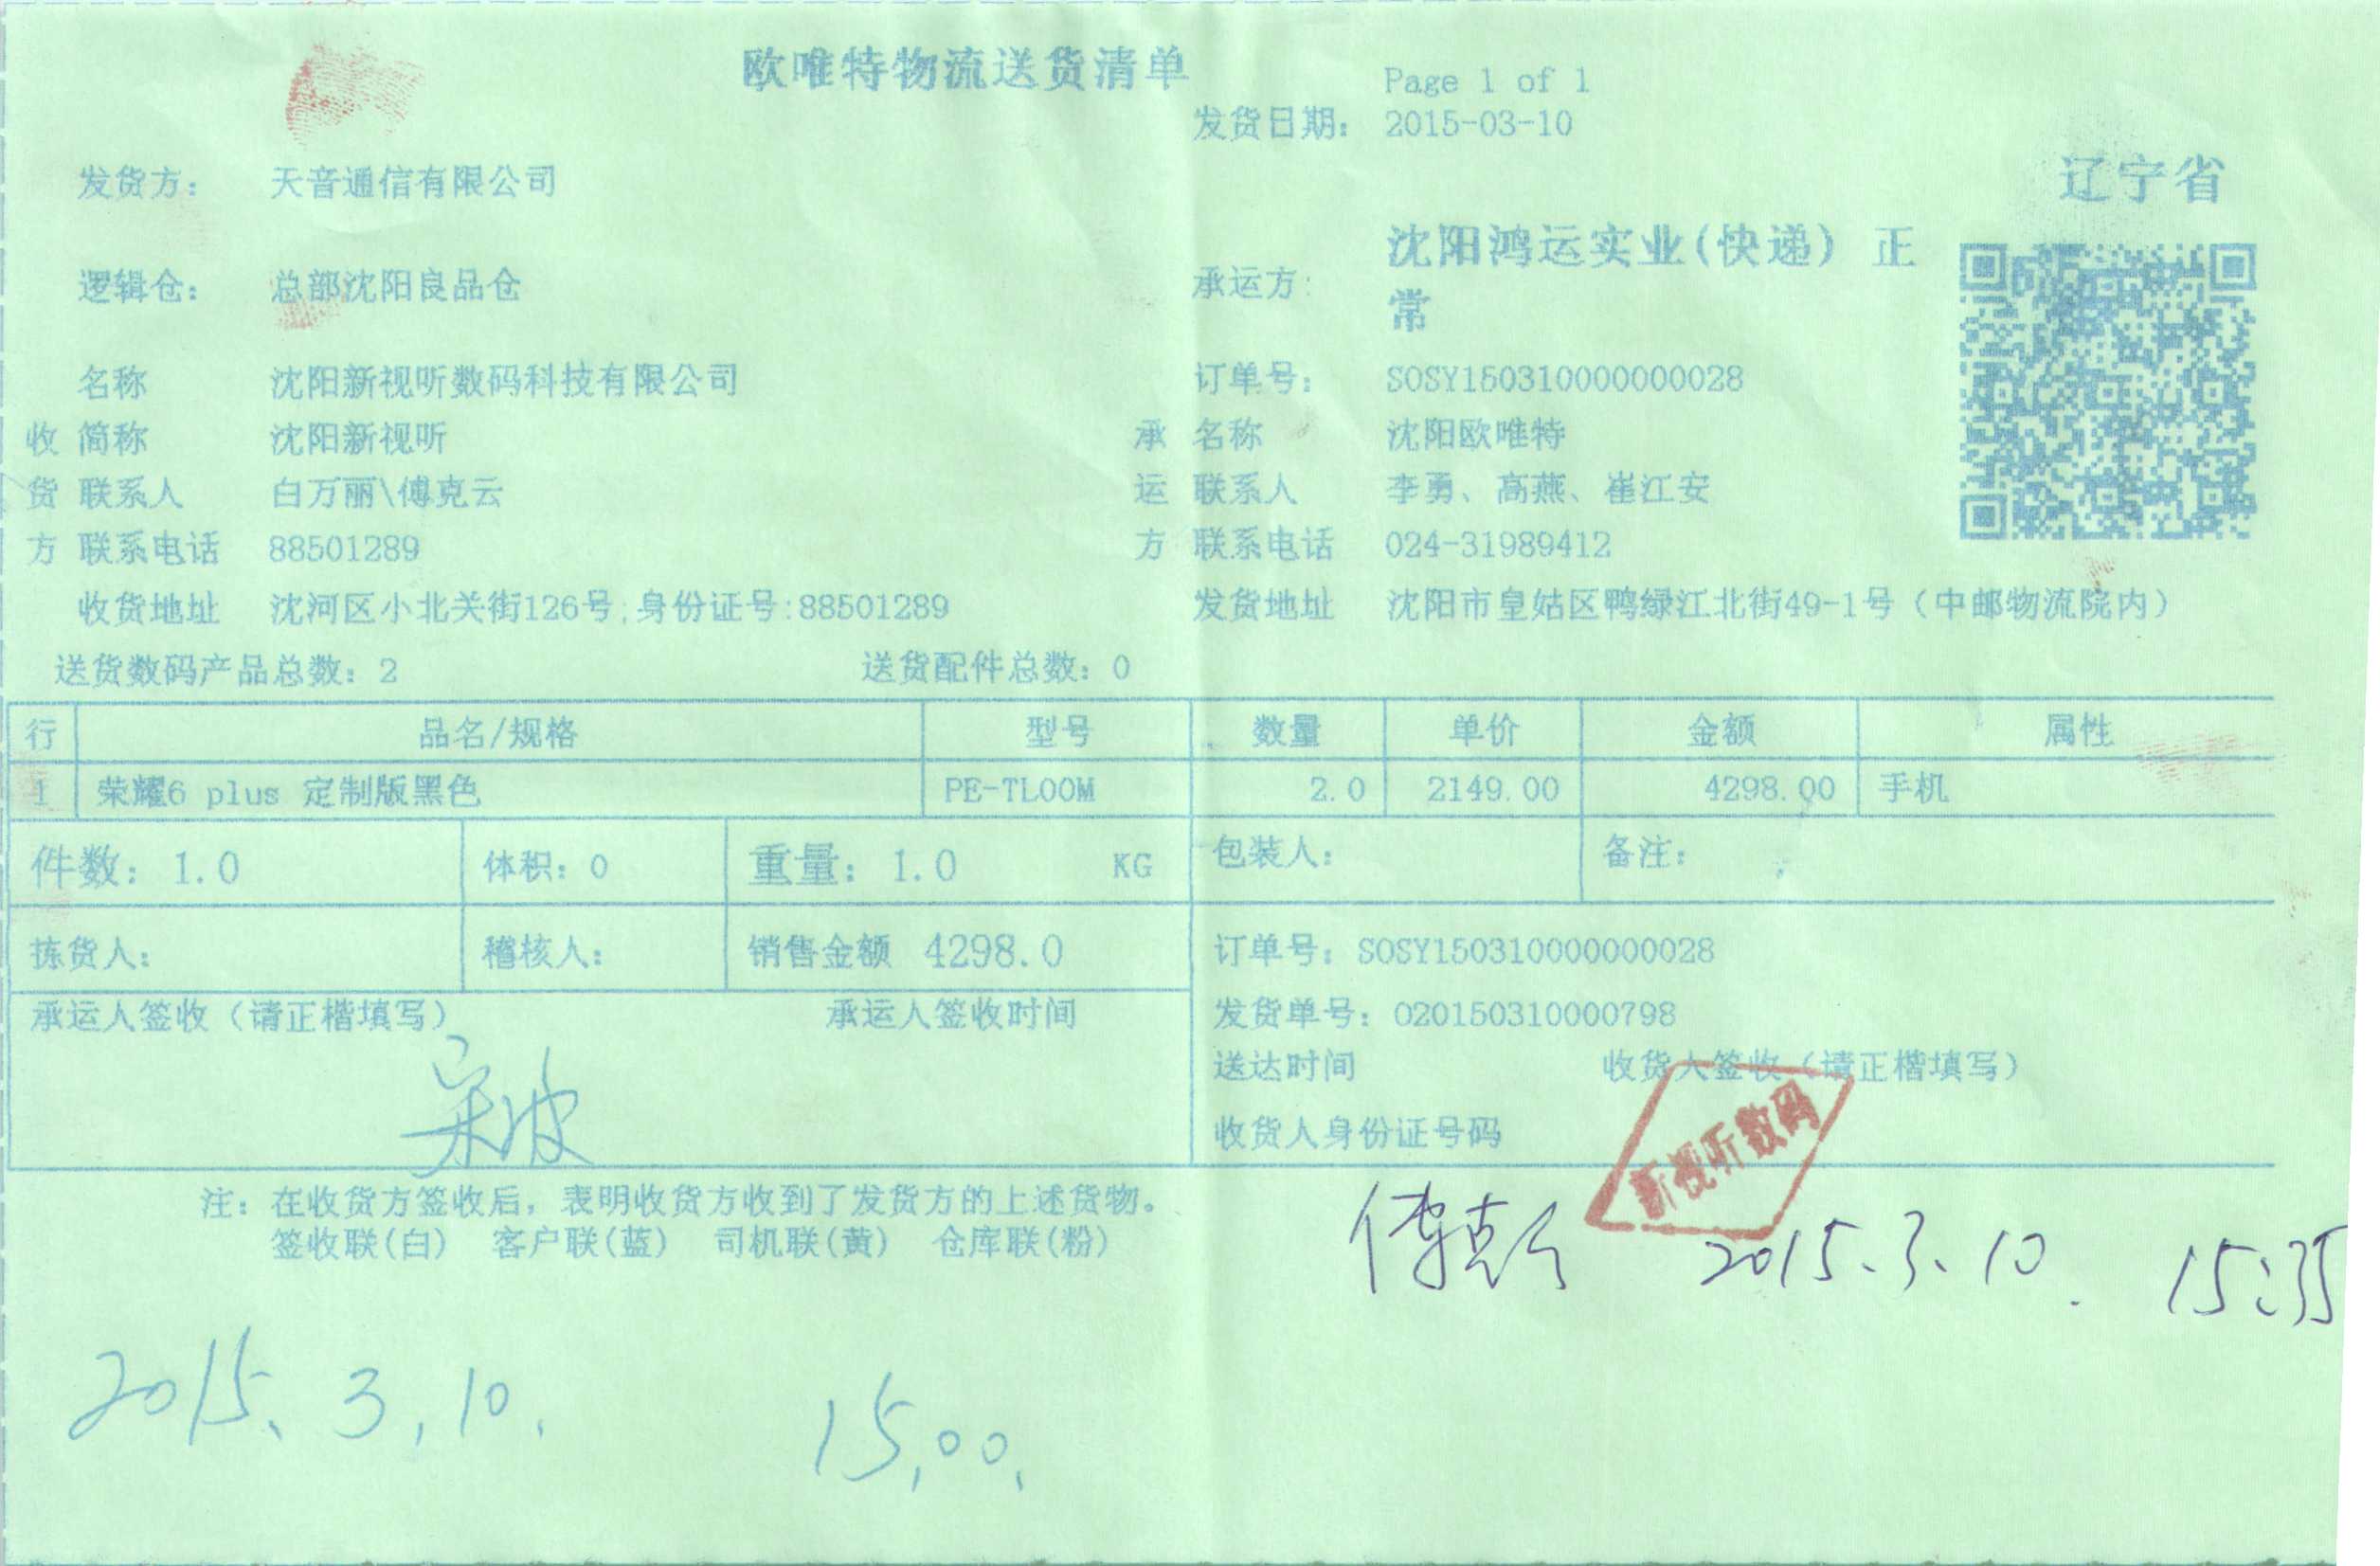 欧唯特物流送货清单
Page 1 of 1
发货日期: 2015-03-10
辽宁省
发货方: 天音通信有限公司
承运方: 沈阳鸿运实业(快递) 正常
逻辑仓: 总部沈阳良品仓
名称 沈阳新视听数码科技有限公司 订单号: SOSY150310000000028
收 简称 沈阳新视听 承 名称 沈阳欧唯特
货 联系人 白万丽\傅克云 运 联系人 李勇、高燕、崔江安
方 联系电话 88501289 方 联系电话 024-31989412
收货地址 沈河区小北关街126号;身份证号:88501289 发货地址 沈阳市皇姑区鸭绿江北街49-1号(中邮物流院内)
送货数码产品总数: 2 送货配件总数: 0
行 品名/规格 型号 数量 单价 金额 属性
1 荣耀6 plus 定制版黑色 PE-TL00M 2.0 2149.00 4298.00 手机
件数: 1.0 体积: 0 重量: 1.0 KG 包装人: 备注:
拣货人: 稽核人: 销售金额 4298.0 订单号: SOSY150310000000028
承运人签收(请正楷填写) 承运人签收时间 发货单号: O20150310000798
送达时间 收货人签收(请正楷填写)
收货人身份证号码
新视听数码
注: 在收货方签收后, 表明收货方收到了发货方的上述货物。
签收联(白) 客户联(蓝) 司机联(黄) 仓库联(粉)
傅克云 2015.3.10. 15:35
2015.3.10. 15:00.